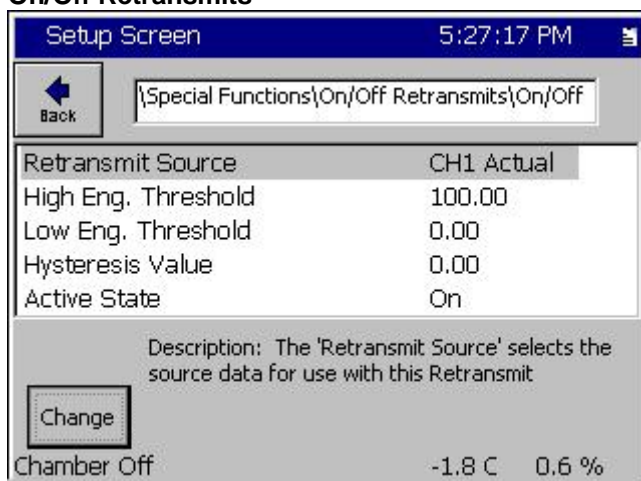 On/Off Retransmits
Setup Screen 5:27:17 PM
Back \Special Functions\On/Off Retransmits\On/Off
Retransmit Source CH1 Actual
High Eng. Threshold 100.00
Low Eng. Threshold 0.00
Hysteresis Value 0.00
Active State On
Description: The 'Retransmit Source' selects the
source data for use with this Retransmit
Change
Chamber Off -1.8 C 0.6 %